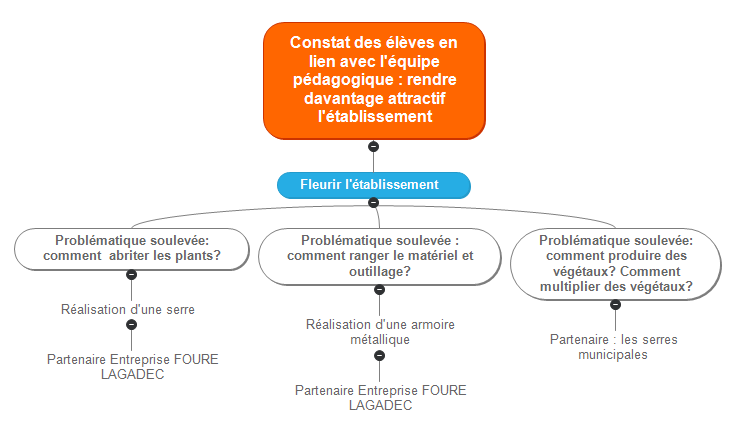 Constat des élèves en
lien avec l'équipe
pédagogique : rendre
davantage attractif
l'établissement
Fleurir l'établissement
Problématique soulevée:
comment abriter les plants?
Réalisation d'une serre
Partenaire Entreprise FOURE
LAGADEC
Problématique soulevée :
comment ranger le matériel et
outillage?
Réalisation d'une armoire
métallique
Partenaire Entreprise FOURE
LAGADEC
Problématique soulevée:
comment produire des
végétaux? Comment
multiplier des végétaux?
Partenaire : les serres
municipales